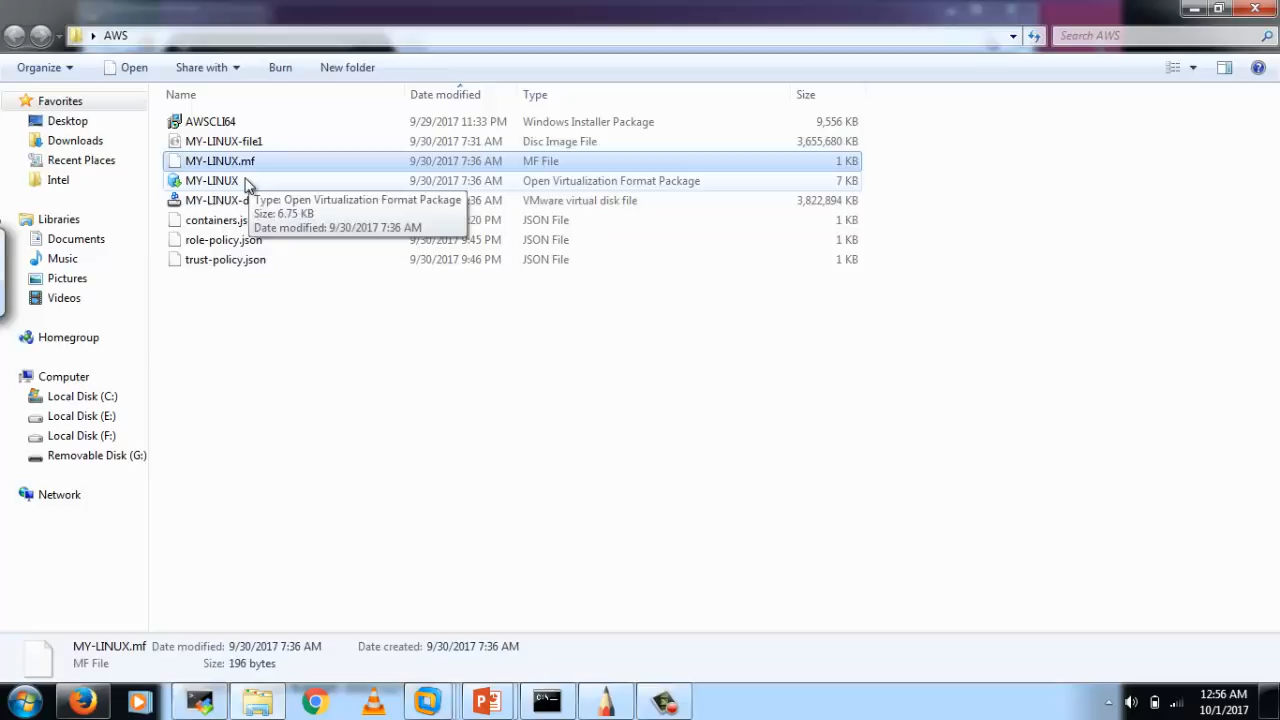 AWS
Search AWS
Organize Open Share with Burn New folder
Name Date modified Type Size
Favorites
Desktop
Downloads
Recent Places
Intel
Libraries
Documents
Music
Pictures
Videos
Homegroup
Computer
Local Disk (C:)
Local Disk (E:)
Local Disk (F:)
Removable Disk (G:)
Network
AWSCLI64 9/29/2017 11:33 PM Windows Installer Package 9,556 KB
MY-LINUX-file1 9/30/2017 7:31 AM Disc Image File 3,655,680 KB
MY-LINUX.mf 9/30/2017 7:36 AM MF File 1 KB
MY-LINUX 9/30/2017 7:36 AM Open Virtualization Format Package 7 KB
MY-LINUX-d :36 AM VMware virtual disk file 3,822,894 KB
containers.js :20 PM JSON File 1 KB
role-policy.json 9/30/2017 9:45 PM JSON File 1 KB
trust-policy.json 9/30/2017 9:46 PM JSON File 1 KB
Type: Open Virtualization Format Package
Size: 6.75 KB
Date modified: 9/30/2017 7:36 AM
MY-LINUX.mf Date modified: 9/30/2017 7:36 AM Date created: 9/30/2017 7:36 AM
MF File Size: 196 bytes
12:56 AM
10/1/2017